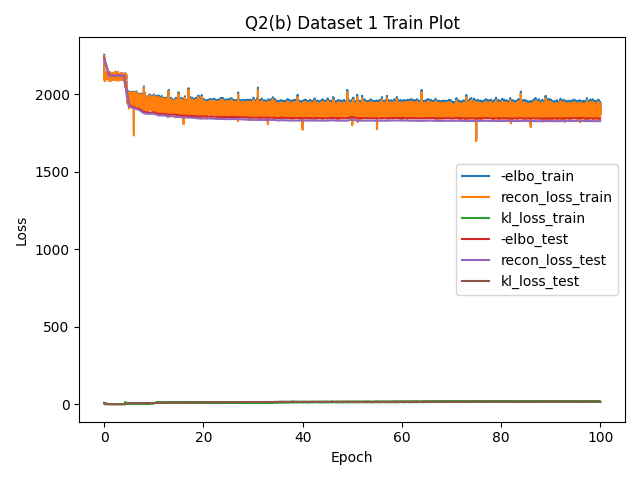 Q2(b) Dataset 1 Train Plot
Loss
2000
1500
1000
500
0
-elbo_train
recon_loss_train
kl_loss_train
-elbo_test
recon_loss_test
kl_loss_test
0 20 40 60 80 100
Epoch